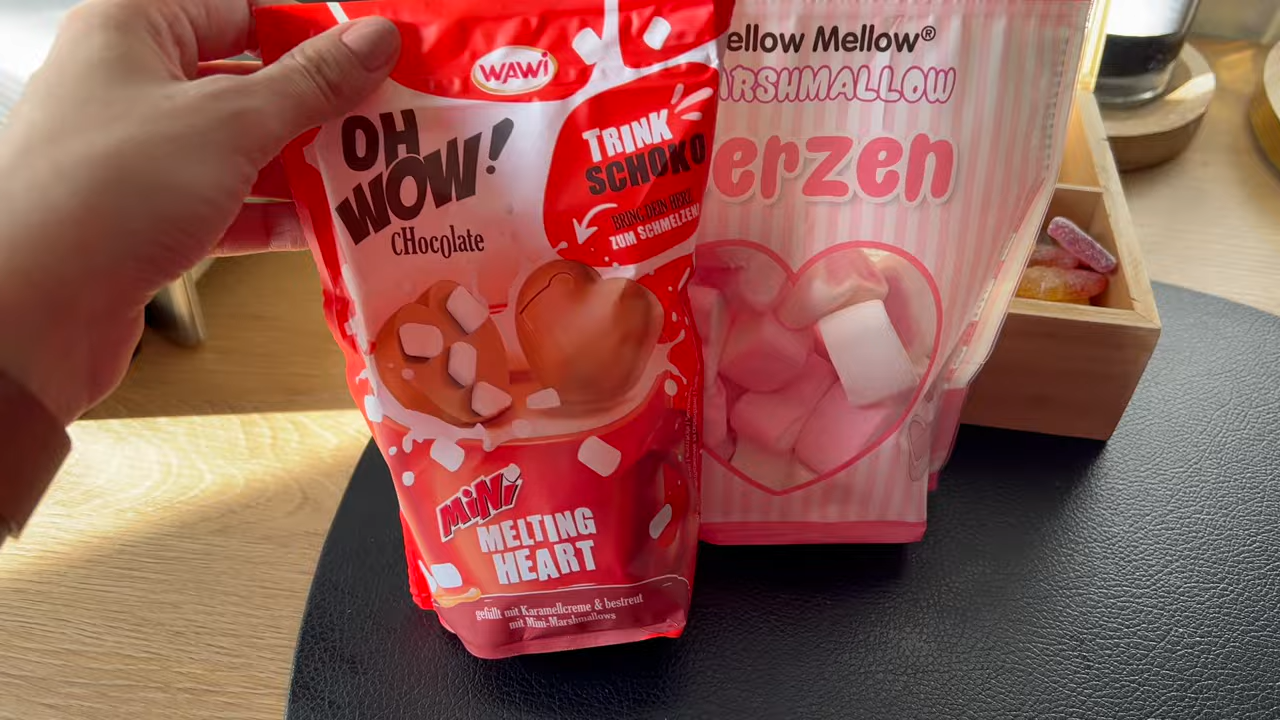 WAWi
OH
WOW!
CHocolate
TRINK
SCHOKO
BRING DEIN HERZ
ZUM SCHMELZEN!
MiNi
MELTING
HEART
gefüllt mit Karamellcreme & bestreut
mit Mini-Marshmallows
ellow Mellow®
ARSHMALLOW
erzen